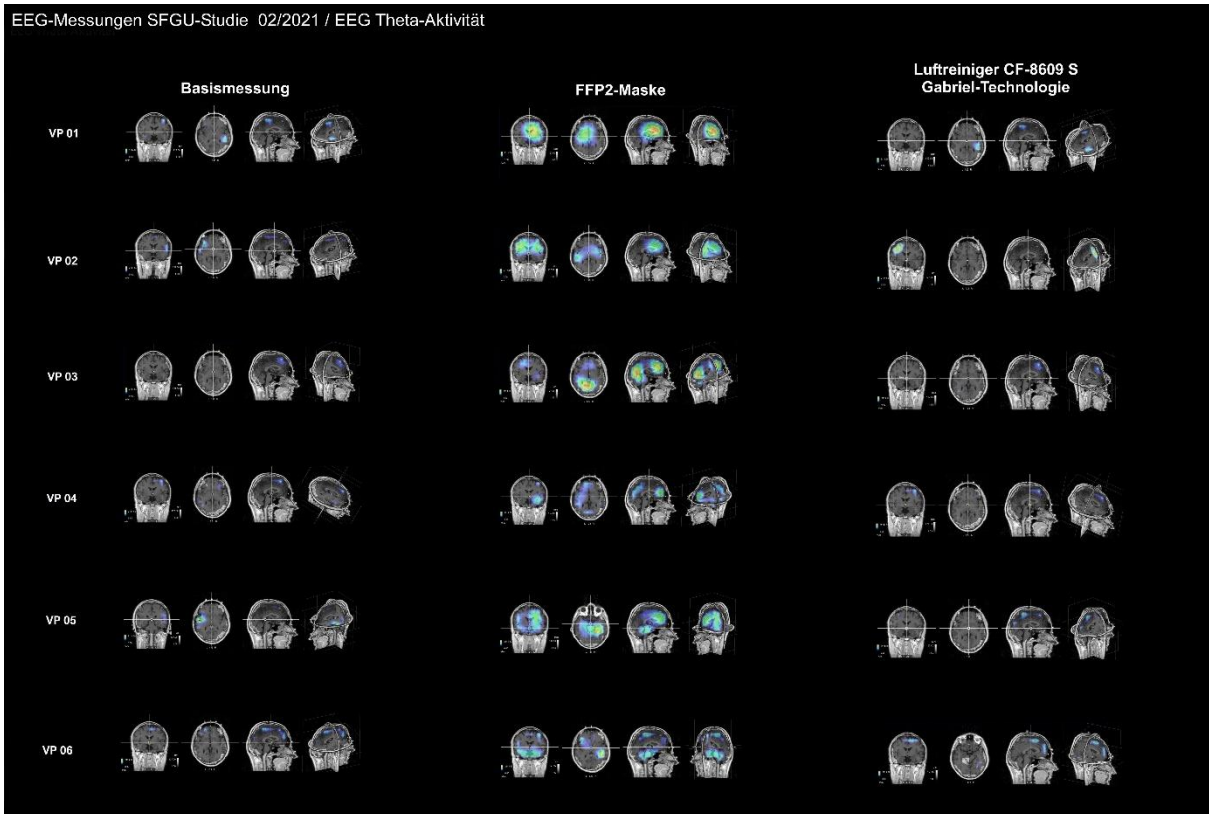 EEG-Messungen SFGU-Studie 02/2021 / EEG Theta-Aktivität
Basismessung
FFP2-Maske
Luftreiniger CF-8609 S
Gabriel-Technologie
VP 01
VP 02
VP 03
VP 04
VP 05
VP 06